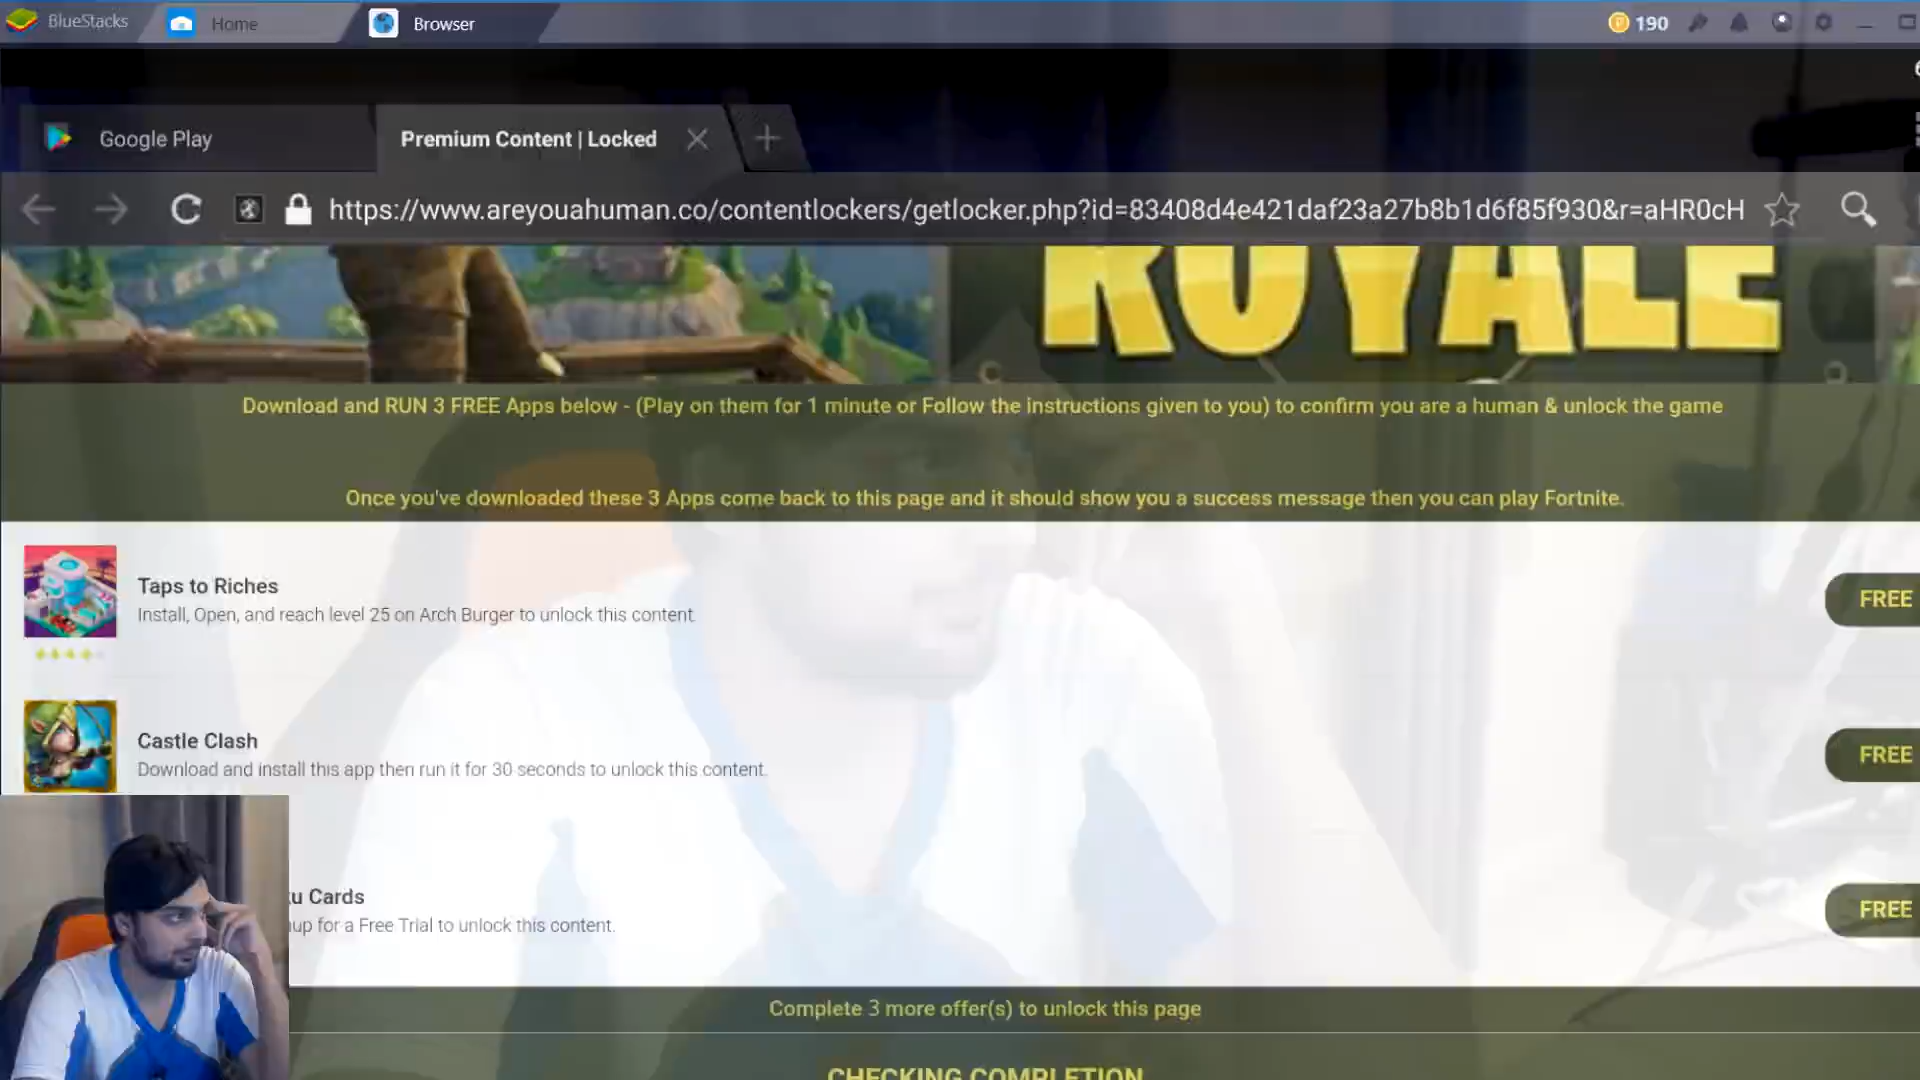 BlueStacks
Home
Browser
190
Google Play
Premium Content | Locked
https://www.areyouahuman.co/contentlockers/getlocker.php?id=83408d4e421daf23a27b8b1d6f85f930&r=aHR0cH
ROYALE
Download and RUN 3 FREE Apps below - (Play on them for 1 minute or Follow the instructions given to you) to confirm you are a human & unlock the game
Once you've downloaded these 3 Apps come back to this page and it should show you a success message then you can play Fortnite.
Taps to Riches
Install, Open, and reach level 25 on Arch Burger to unlock this content.
FREE
Castle Clash
Download and install this app then run it for 30 seconds to unlock this content.
FREE
Cards
for a Free Trial to unlock this content.
FREE
Complete 3 more offer(s) to unlock this page
CHECKING COMPLETION